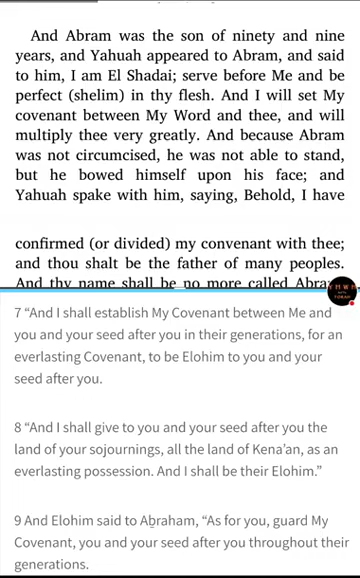 And Abram was the son of ninety and nine
years, and Yahuah appeared to Abram, and said
to him, I am El Shadai; serve before Me and be
perfect (shelim) in thy flesh. And I will set My
covenant between My Word and thee, and will
multiply thee very greatly. And because Abram
was not circumcised, he was not able to stand,
but he bowed himself upon his face; and
Yahuah spake with him, saying, Behold, I have
confirmed (or divided) my convenant with thee;
and thou shalt be the father of many peoples.
And thy name shall be no more called
7 “And I shall establish My Covenant between Me and
you and your seed after you in their generations, for an
everlasting Covenant, to be Elohim to you and your
seed after you.
8 “And I shall give to you and your seed after you the
land of your sojournings, all the land of Kena’an, as an
everlasting possession. And I shall be their Elohim.”
9 And Elohim said to Aḇraham, “As for you, guard My
Covenant, you and your seed after you throughout their
generations.